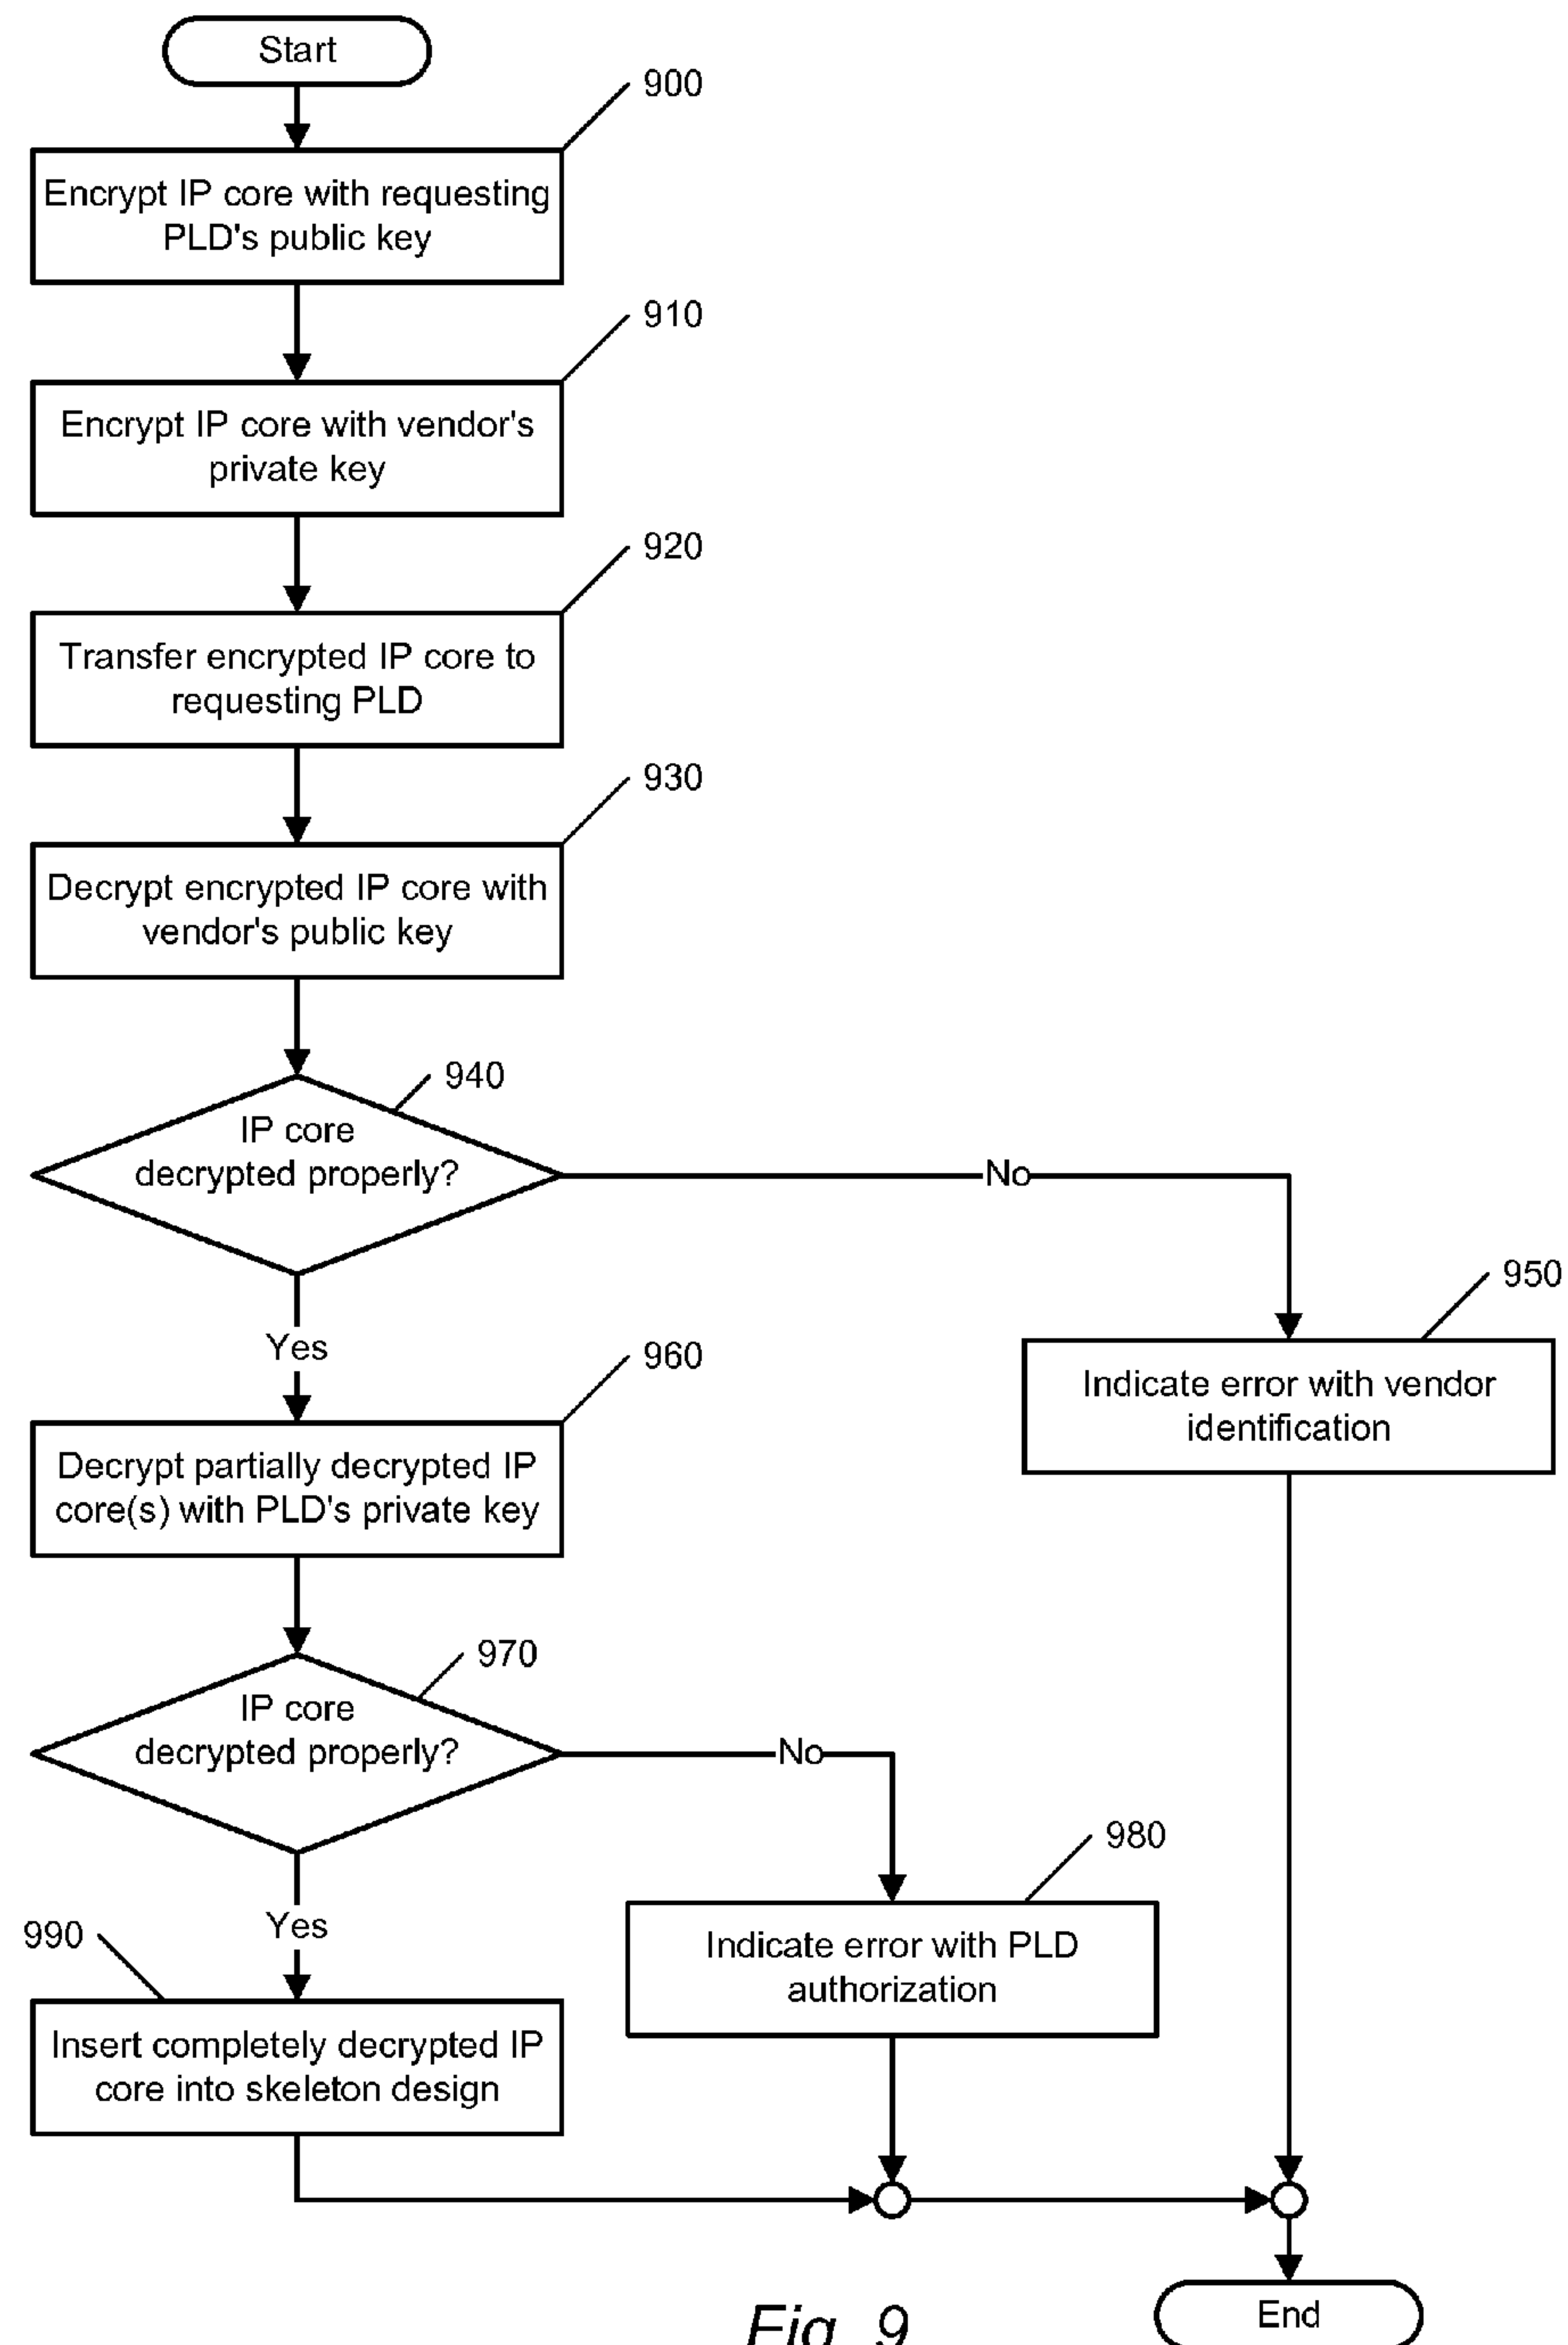 Start
900
Encrypt IP core with requesting
PLD's public key
910
Encrypt IP core with vendor's
private key
920
Transfer encrypted IP core to
requesting PLD
930
Decrypt encrypted IP core with
vendor's public key
940
IP core
decrypted properly?
No
950
Indicate error with vendor
identification
Yes
960
Decrypt partially decrypted IP
core(s) with PLD's private key
970
IP core
decrypted properly?
No
980
Indicate error with PLD
authorization
Yes
990
Insert completely decrypted IP
core into skeleton design
End
Fig. 9